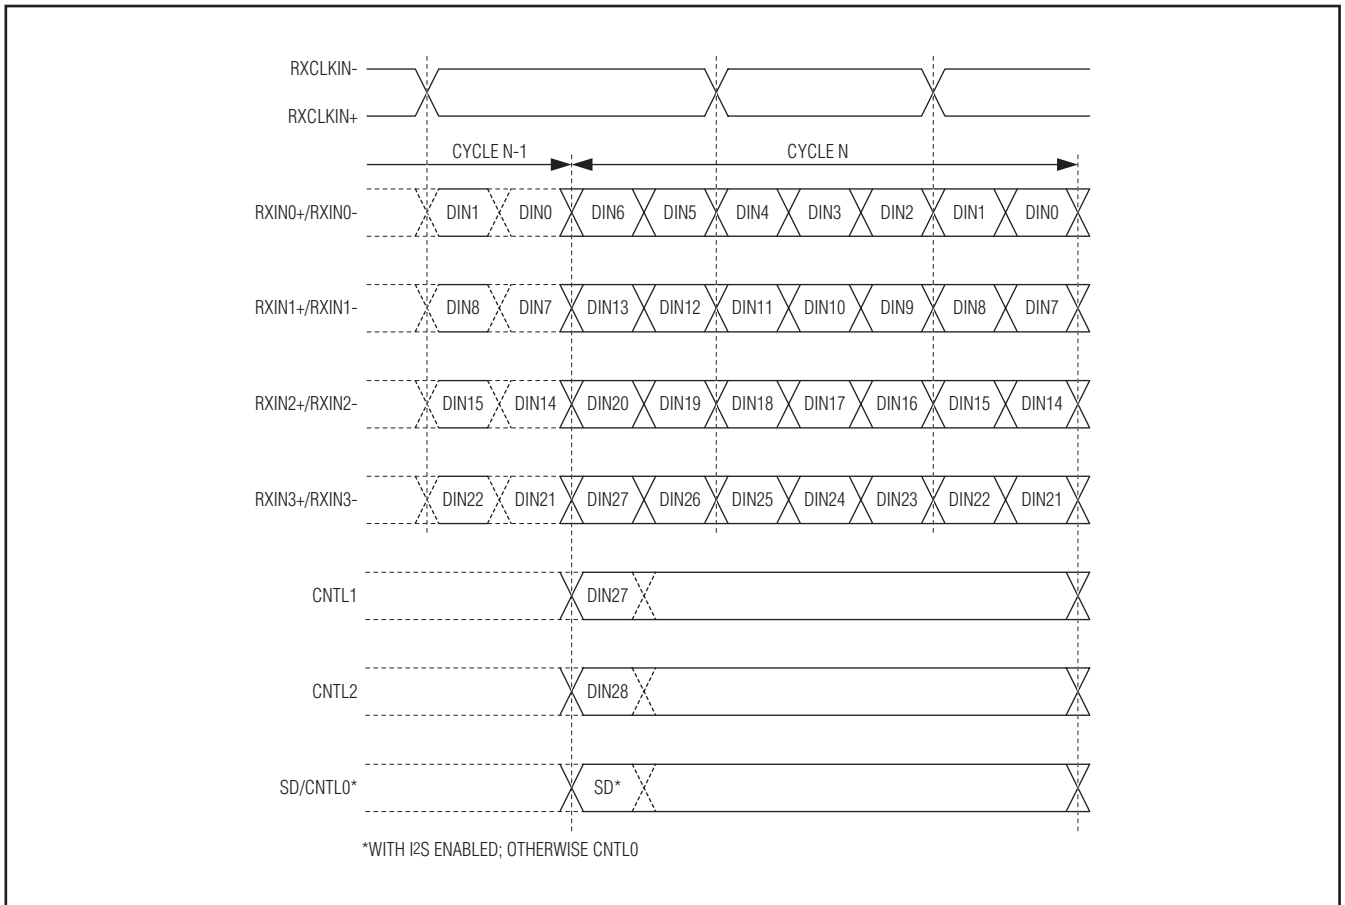 RXCLKIN-
RXCLKIN+
CYCLE N-1 CYCLE N
RXIN0+/RXIN0- DIN1 DIN0 DIN6 DIN5 DIN4 DIN3 DIN2 DIN1 DIN0
RXIN1+/RXIN1- DIN8 DIN7 DIN13 DIN12 DIN11 DIN10 DIN9 DIN8 DIN7
RXIN2+/RXIN2- DIN15 DIN14 DIN20 DIN19 DIN18 DIN17 DIN16 DIN15 DIN14
RXIN3+/RXIN3- DIN22 DIN21 DIN27 DIN26 DIN25 DIN24 DIN23 DIN22 DIN21
CNTL1 DIN27
CNTL2 DIN28
SD/CNTL0* SD*
*WITH I2S ENABLED; OTHERWISE CNTL0